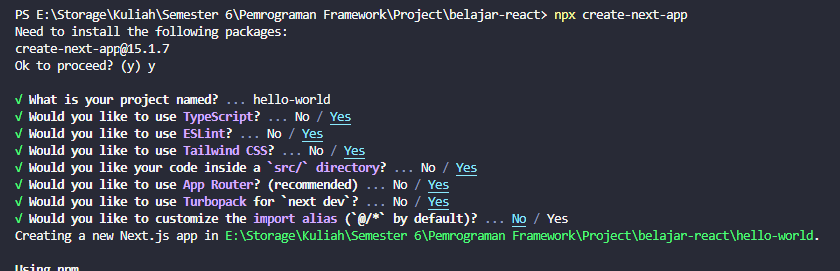 PS E:\Storage\Kuliah\Semester 6\Pemrograman Framework\Project\belajar-react> npx create-next-app
Need to install the following packages:
create-next-app@15.1.7
Ok to proceed? (y) y
√ What is your project named? ... hello-world
√ Would you like to use TypeScript? ... No / Yes
√ Would you like to use ESLint? ... No / Yes
√ Would you like to use Tailwind CSS? ... No / Yes
√ Would you like your code inside a `src/` directory? ... No / Yes
√ Would you like to use App Router? (recommended) ... No / Yes
√ Would you like to use Turbopack for `next dev`? ... No / Yes
√ Would you like to customize the import alias (`@/*` by default)? ... No / Yes
Creating a new Next.js app in E:\Storage\Kuliah\Semester 6\Pemrograman Framework\Project\belajar-react\hello-world.
Using npm